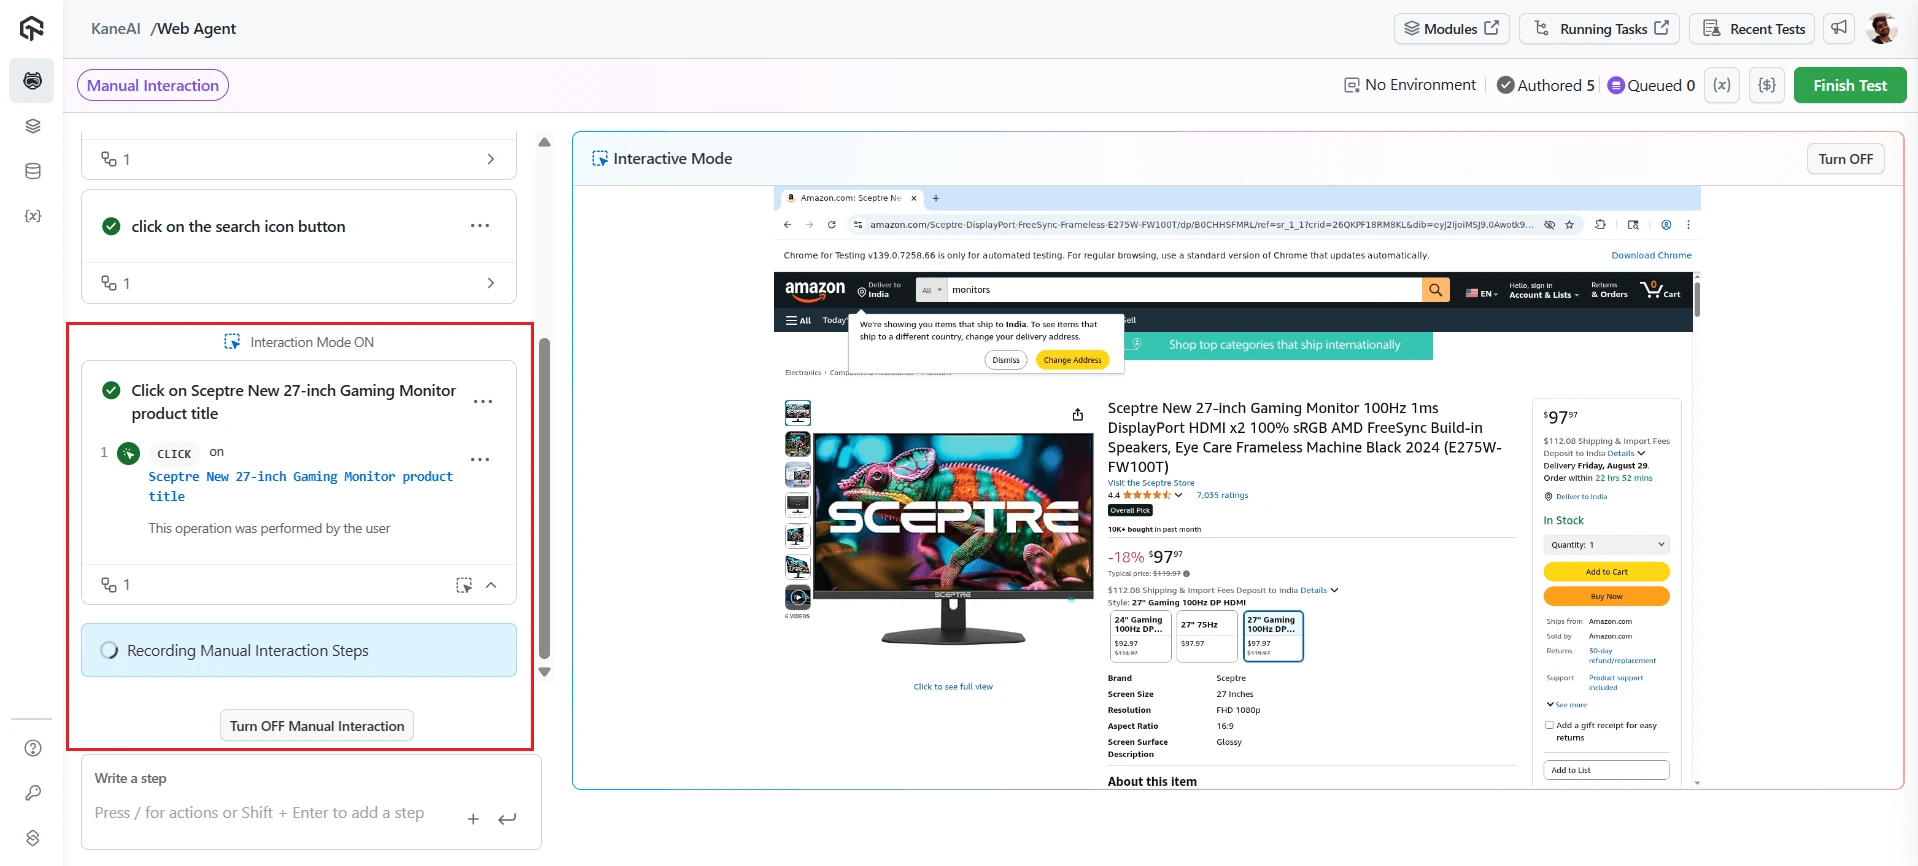 KaneAI /Web Agent
Modules
Running Tasks
Recent Tests
Manual Interaction
No Environment
Authored 5
Queued 0
(x)
{$}
Finish Test
1
click on the search icon button
1
Interaction Mode ON
Click on Sceptre New 27-inch Gaming Monitor
product title
1 CLICK on
Sceptre New 27-inch Gaming Monitor product
title
This operation was performed by the user
1
Recording Manual Interaction Steps
Turn OFF Manual Interaction
Write a step
Press / for actions or Shift + Enter to add a step
Interactive Mode
Turn OFF
Amazon.com: Sceptre Ne
amazon.com/Sceptre-DisplayPort-FreeSync-Frameless-E275W-FW100T/dp/B0CHHSFMRL/ref=sr_1_1?crid=26QKPF18RM8KL&dib=eyJ2IjoiMSJ9.0Awotk9...
Chrome for Testing v139.0.7258.66 is only for automated testing. For regular browsing, use a standard version of Chrome that updates automatically.
Download Chrome
amazon
Deliver to
India
All
monitors
EN
Hello, sign in
Account & Lists
Returns
& Orders
0
Cart
All
Today'
Sell
We're showing you items that ship to India. To see items that
ship to a different country, change your delivery address.
Dismiss
Change Address
Shop top categories that ship internationally
Electronics
SCEPTRE
SCEPTRE
6 VIDEOS
Click to see full view
Sceptre New 27-inch Gaming Monitor 100Hz 1ms
DisplayPort HDMI x2 100% sRGB AMD FreeSync Build-in
Speakers, Eye Care Frameless Machine Black 2024 (E275W-
FW100T)
Visit the Sceptre Store
4.4
7,035 ratings
Overall Pick
10K+ bought in past month
-18% $97.97
Typical price: $119.97
$112.08 Shipping & Import Fees Deposit to India Details
Style: 27" Gaming 100Hz DP HDMI
24" Gaming
100Hz DP...
$92.97
$114.97
27" 75Hz
$97.97
27" Gaming
100Hz DP...
$97.97
$119.97
Brand Sceptre
Screen Size 27 Inches
Resolution FHD 1080p
Aspect Ratio 16:9
Screen Surface Glossy
Description
About this item
$97.97
$112.08 Shipping & Import Fees
Deposit to India Details
Delivery Friday, August 29.
Order within 22 hrs 52 mins
Deliver to India
In Stock
Quantity: 1
Add to Cart
Buy Now
Ships from Amazon.com
Sold by Amazon.com
Returns 30-day
refund/replacement
Support Product support
included
See more
Add a gift receipt for easy
returns
Add to List